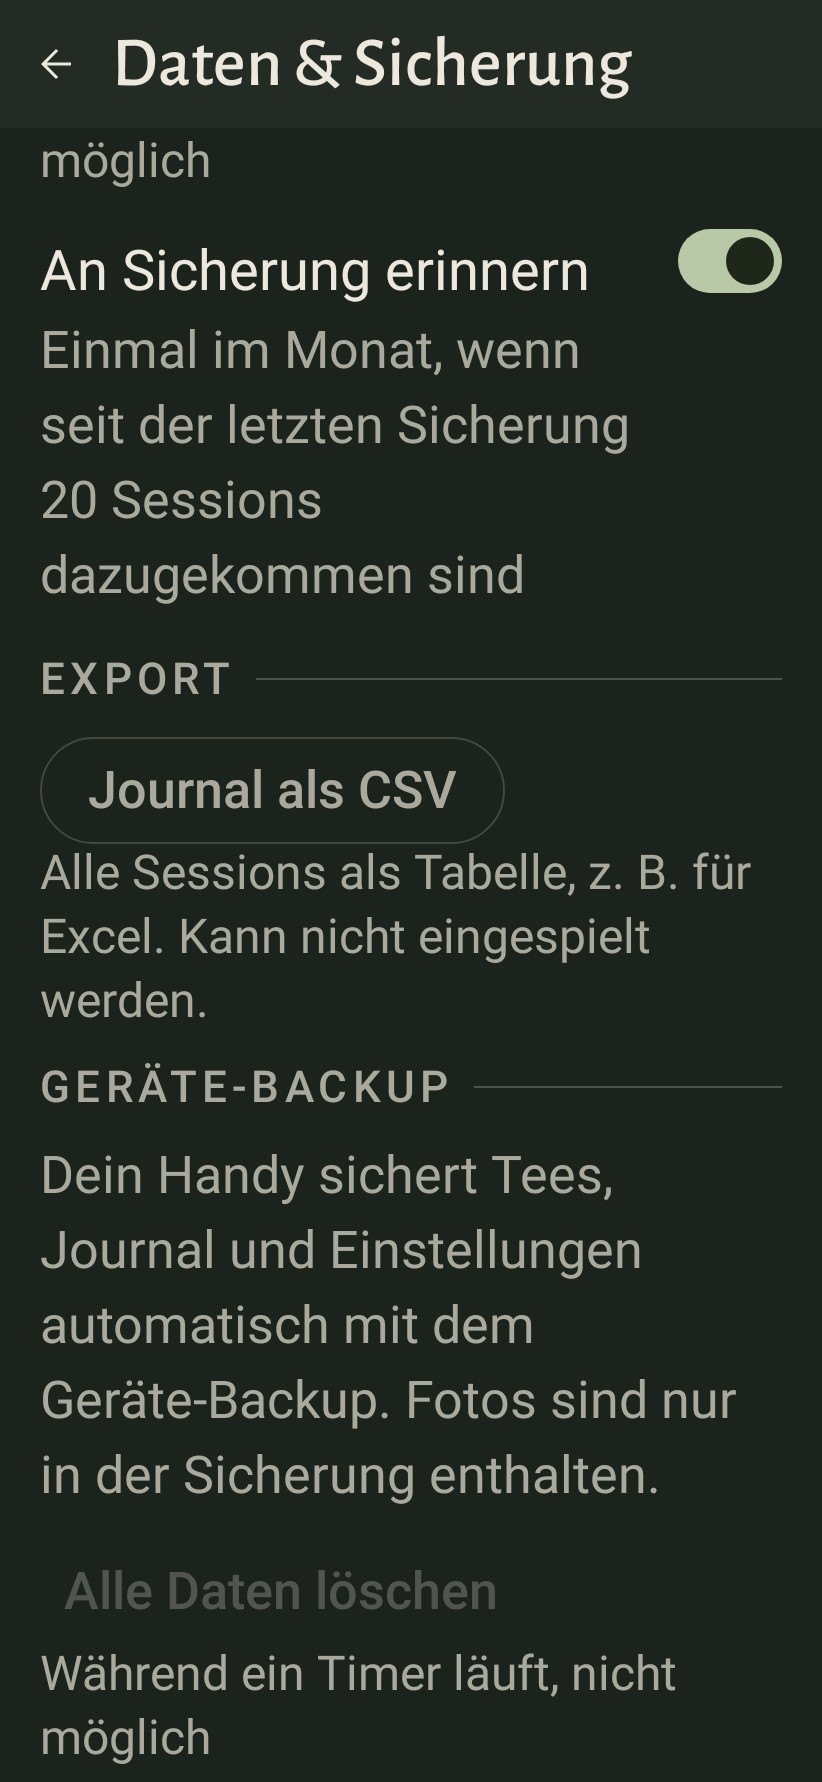 Daten & Sicherung
möglich
An Sicherung erinnern
Einmal im Monat, wenn
seit der letzten Sicherung
20 Sessions
dazugekommen sind
EXPORT
Journal als CSV
Alle Sessions als Tabelle, z. B. für
Excel. Kann nicht eingespielt
werden.
GERÄTE-BACKUP
Dein Handy sichert Tees,
Journal und Einstellungen
automatisch mit dem
Geräte-Backup. Fotos sind nur
in der Sicherung enthalten.
Alle Daten löschen
Während ein Timer läuft, nicht
möglich